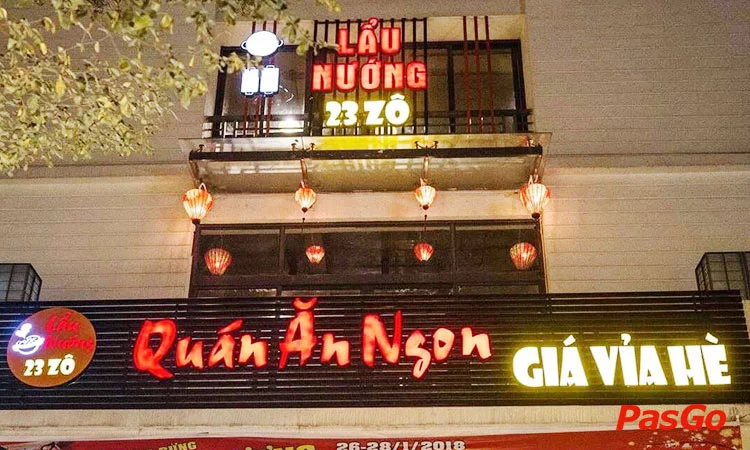 LẨU
NƯỚNG
23 ZÔ
Lẩu
Nướng
23 ZÔ
Quán Ăn Ngon
GIÁ VỈA HÈ
PasGo
26-28/1/2018